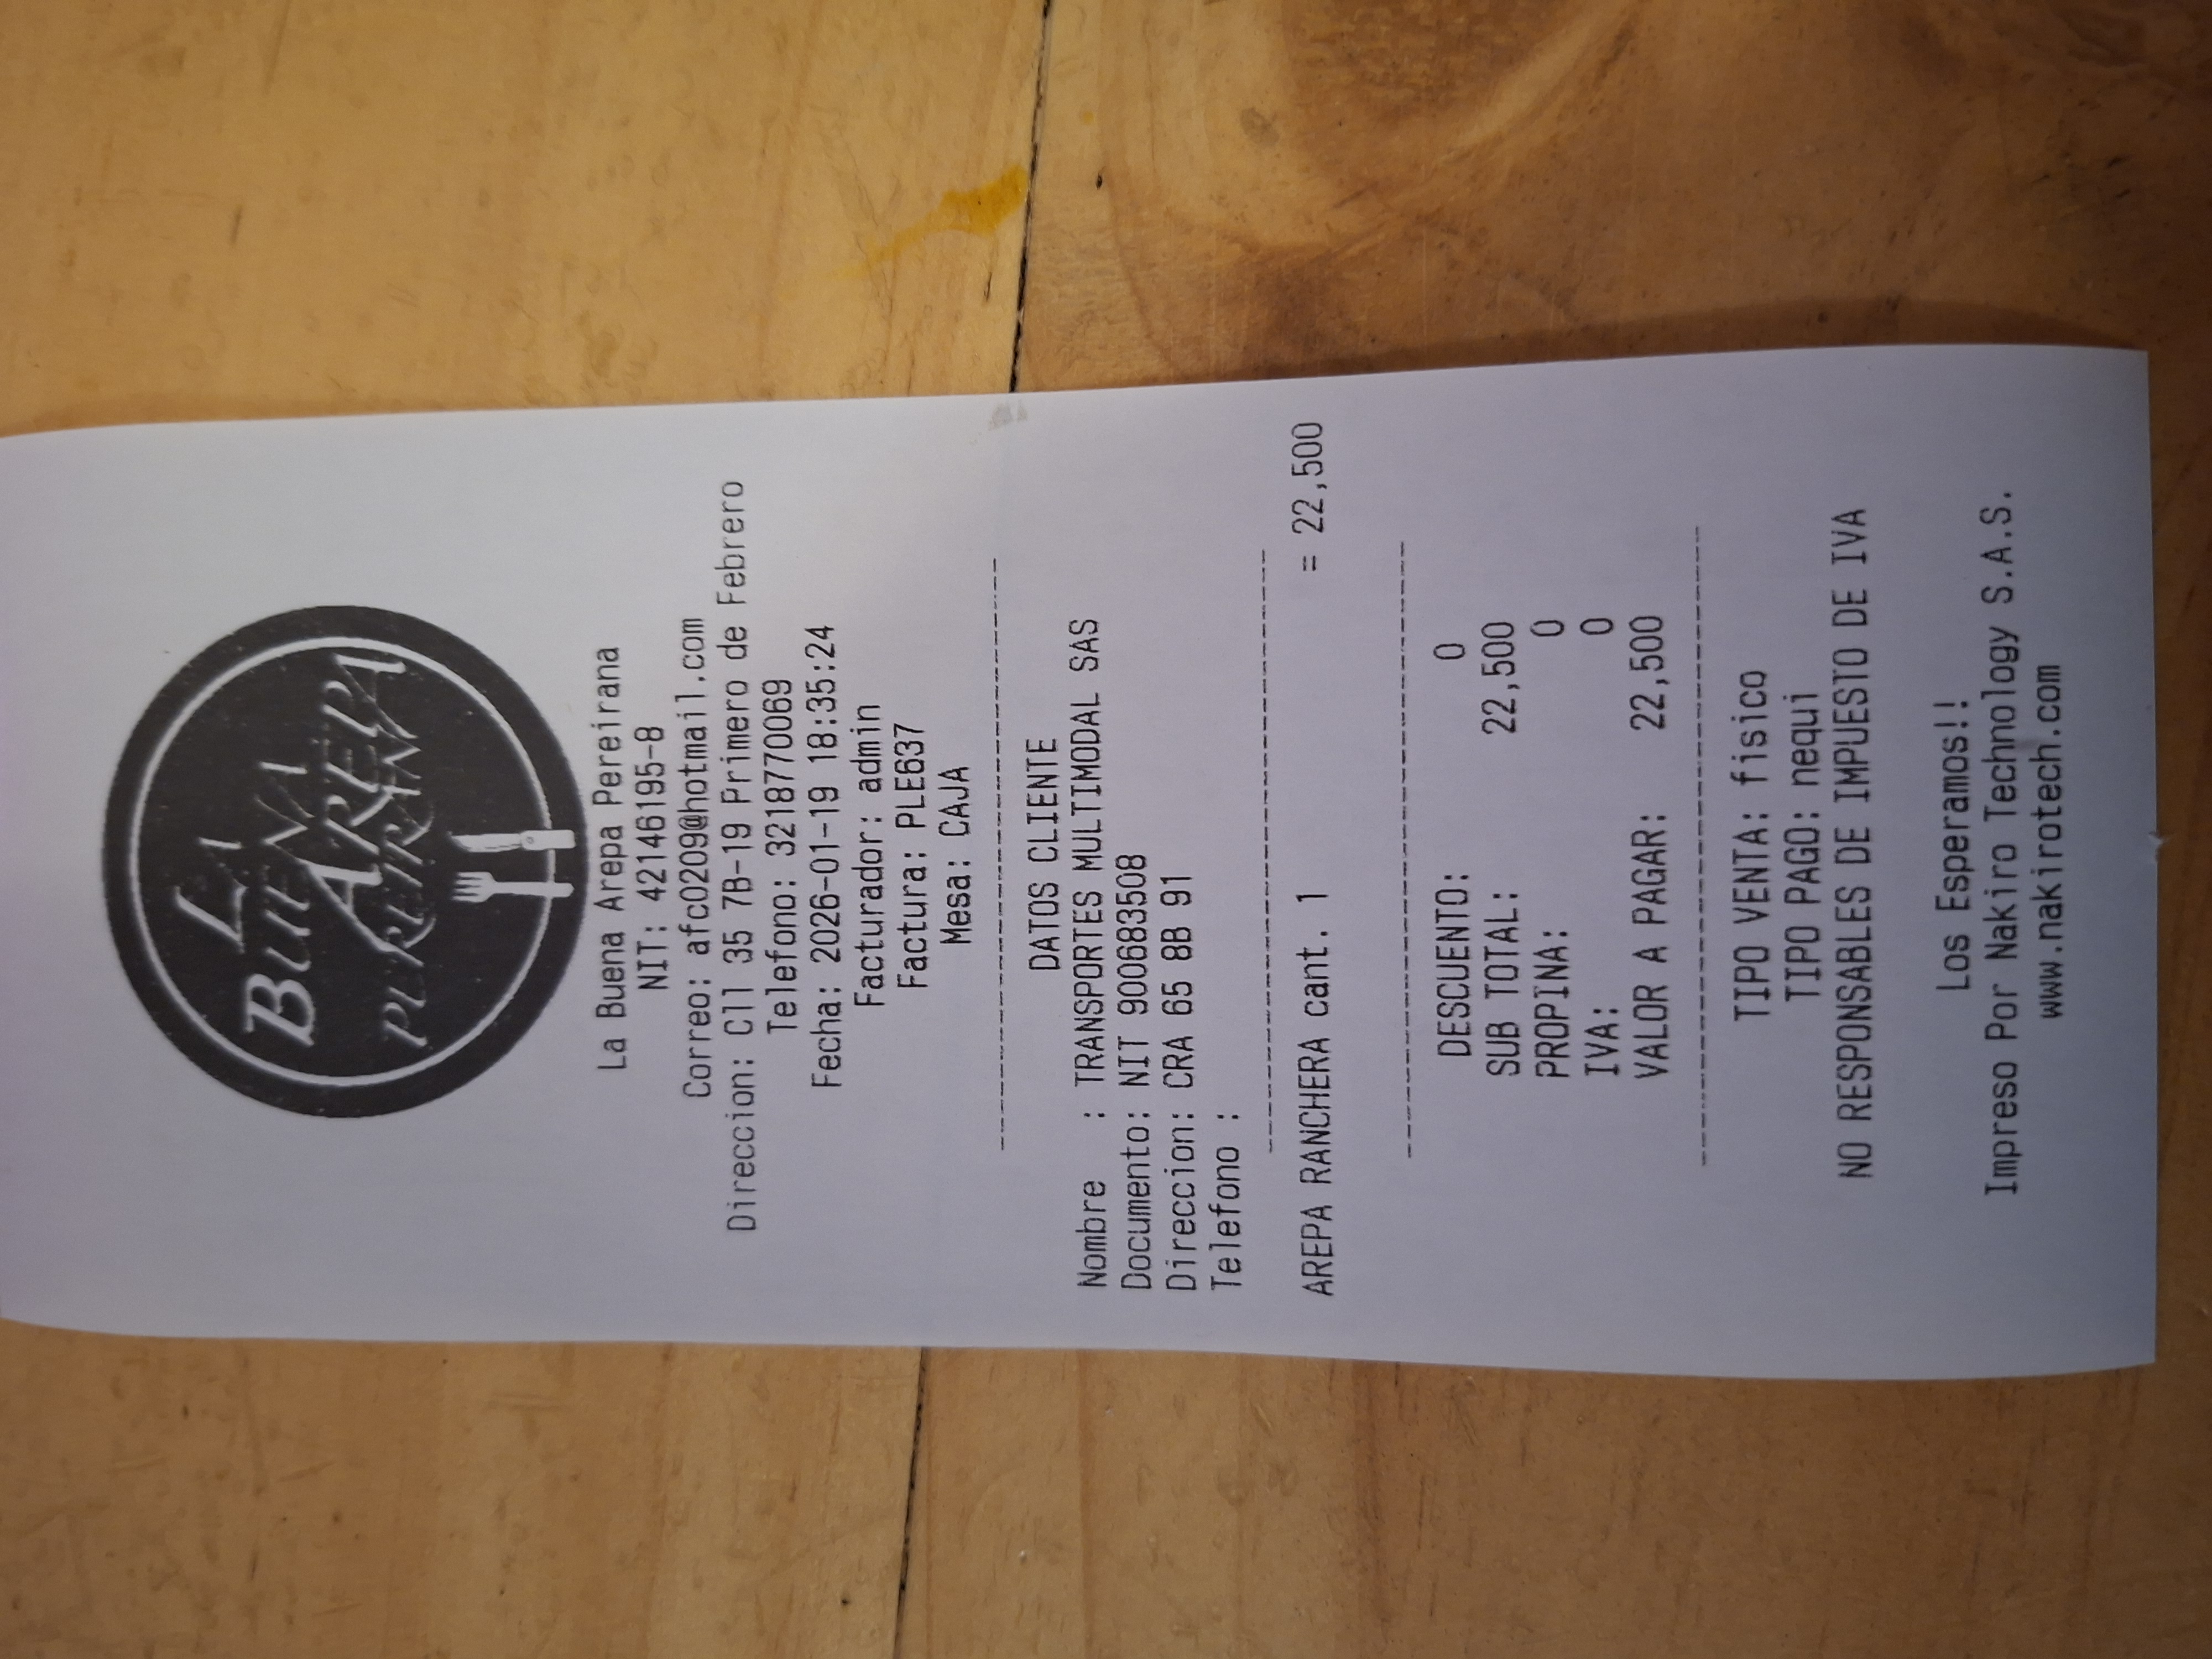 LA
BUENA
AREPA
PEREIRANA
La Buena Arepa Pereirana
NIT: 42146195-8
Correo: afc0209@hotmail.com
Direccion: Cll 35 7B-19 Primero de Febrero
Telefono: 3218770069
Fecha: 2026-01-19 18:35:24
Facturador: admin
Factura: PLE637
Mesa: CAJA
DATOS CLIENTE
Nombre : TRANSPORTES MULTIMODAL SAS
Documento: NIT 900683508
Direccion: CRA 65 8B 91
Telefono :
AREPA RANCHERA cant. 1 = 22,500
DESCUENTO: 0
SUB TOTAL: 22,500
PROPINA: 0
IVA: 0
VALOR A PAGAR: 22,500
TIPO VENTA: fisico
TIPO PAGO: nequi
NO RESPONSABLES DE IMPUESTO DE IVA
Los Esperamos!!
Impreso Por Nakiro Technology S.A.S.
www.nakirotech.com